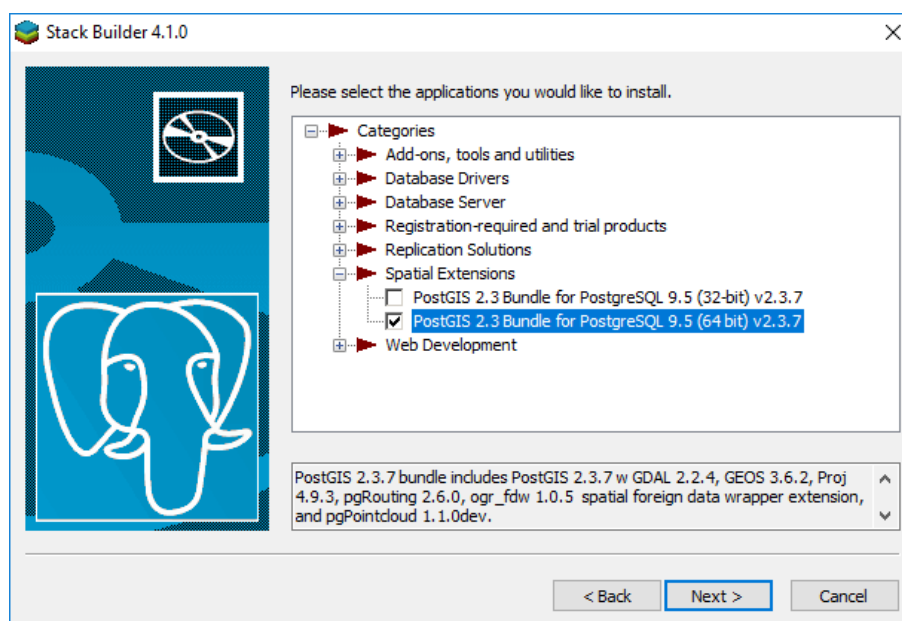 Stack Builder 4.1.0
Please select the applications you would like to install.
Categories
Add-ons, tools and utilities
Database Drivers
Database Server
Registration-required and trial products
Replication Solutions
Spatial Extensions
PostGIS 2.3 Bundle for PostgreSQL 9.5 (32-bit) v2.3.7
PostGIS 2.3 Bundle for PostgreSQL 9.5 (64 bit) v2.3.7
Web Development
PostGIS 2.3.7 bundle includes PostGIS 2.3.7 w GDAL 2.2.4, GEOS 3.6.2, Proj
4.9.3, pgRouting 2.6.0, ogr_fdw 1.0.5 spatial foreign data wrapper extension,
and pgPointcloud 1.1.0dev.
< Back Next > Cancel